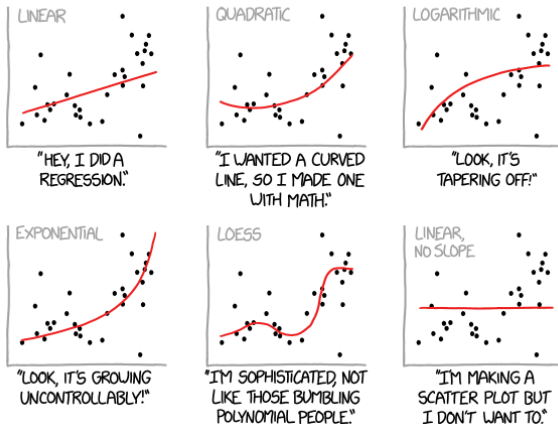 LINEAR
"HEY, I DID A
REGRESSION."
QUADRATIC
"I WANTED A CURVED
LINE, SO I MADE ONE
WITH MATH."
LOGARITHMIC
"LOOK, IT'S
TAPERING OFF!"
EXPONENTIAL
"LOOK, IT'S GROWING
UNCONTROLLABLY!"
LOESS
"I'M SOPHISTICATED, NOT
LIKE THOSE BUMBLING
POLYNOMIAL PEOPLE."
LINEAR,
NO SLOPE
"I'M MAKING A
SCATTER PLOT BUT
I DON'T WANT TO."